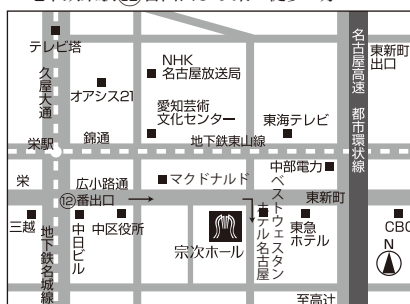 テレビ塔
久屋大通
オアシス21
NHK
名古屋放送局
愛知芸術
文化センター
東海テレビ
名古屋高速 都市環状線
東新町
出口
栄駅
錦通
地下鉄東山線
中部電力
栄
広小路通
マクドナルド
東新町
⑫番出口
三越
地下鉄名城線
中日
ビル
中区役所
宗次ホール
ベストウェスタン
ホテル名古屋
東急
ホテル
CBC
N
至高辻